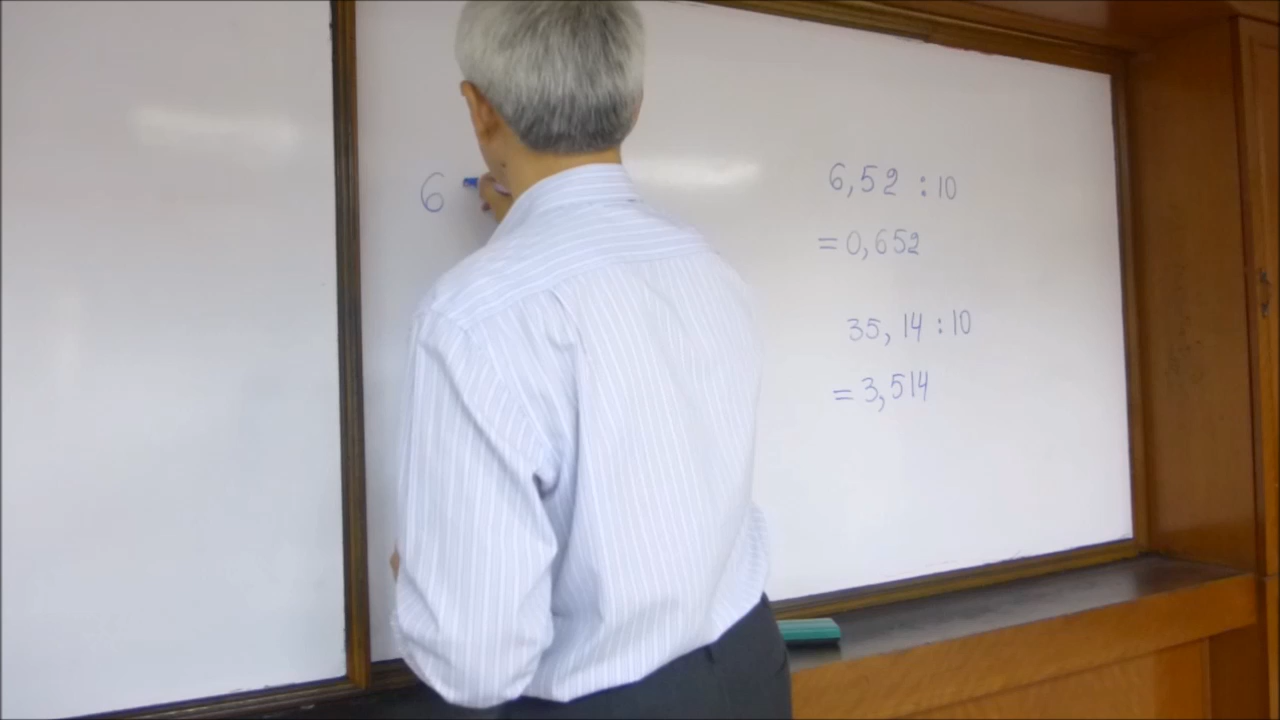 6
6,52 : 10
= 0,652
35,14 : 10
= 3,514